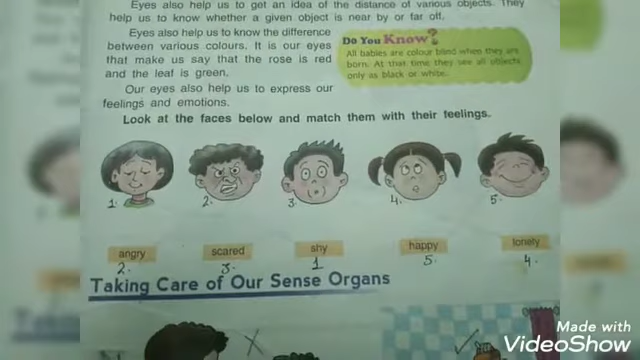 Eyes also help us to get an idea of the distance of various objects. They
help us to know whether a given object is near by or far off.
Eyes also help us to know the difference
between various colours. It is our eyes
that make us say that the rose is red
and the leaf is green.
Our eyes also help us to express our
feelings and emotions.
Do You Know?
All babies are colour blind when they are
born. At that time they see all objects
only as black or white.
Look at the faces below and match them with their feelings.
1. 2. 3. 4. 5.
angry scared shy happy lonely
2. 3. 1 5. 4.
Taking Care of Our Sense Organs
Made with
VideoShow